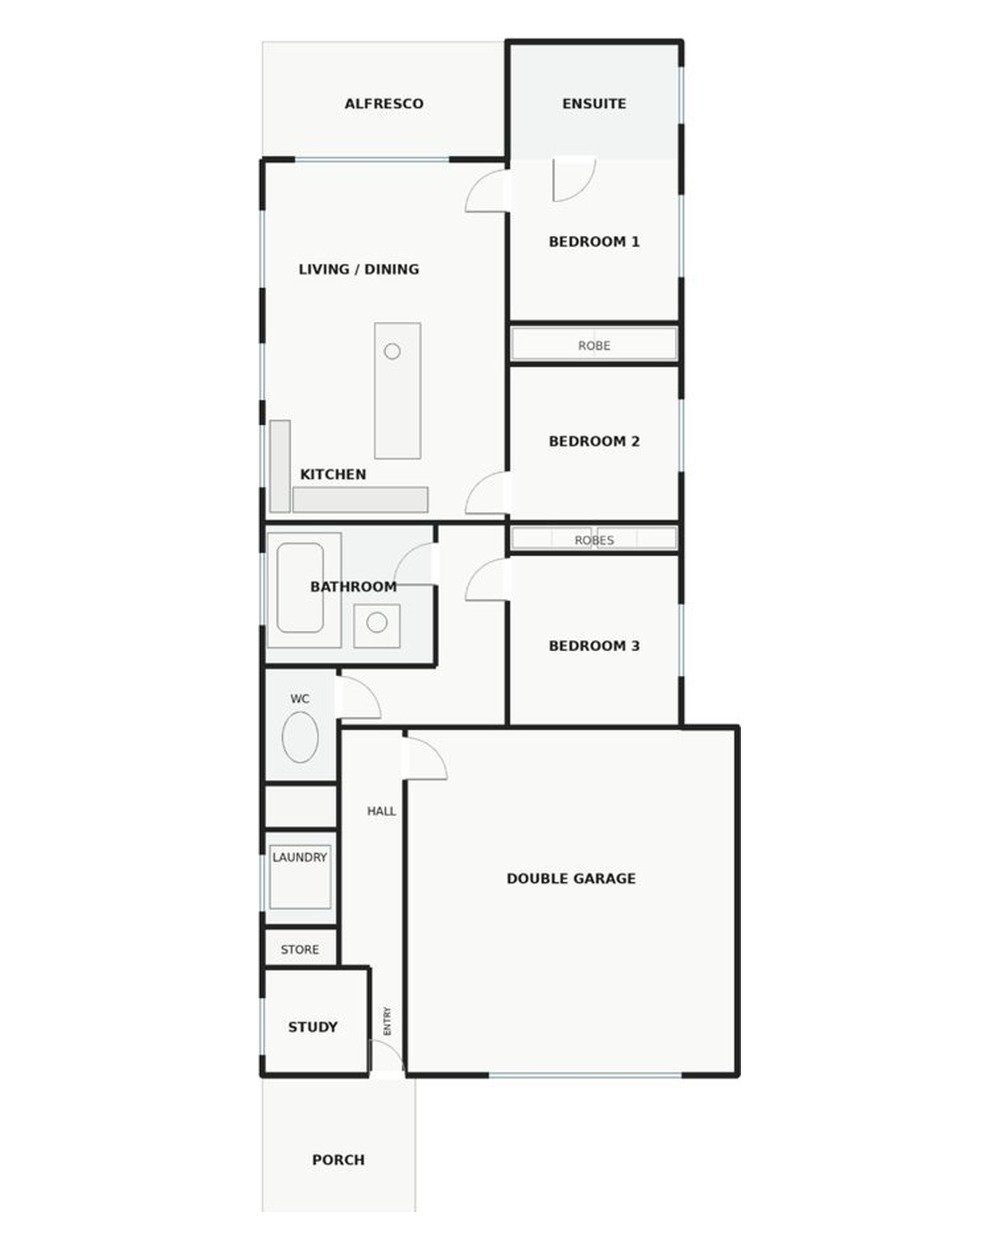 ALFRESCO
ENSUITE
BEDROOM 1
LIVING / DINING
ROBE
BEDROOM 2
KITCHEN
ROBES
BATHROOM
BEDROOM 3
WC
HALL
LAUNDRY
DOUBLE GARAGE
STORE
ENTRY
STUDY
PORCH